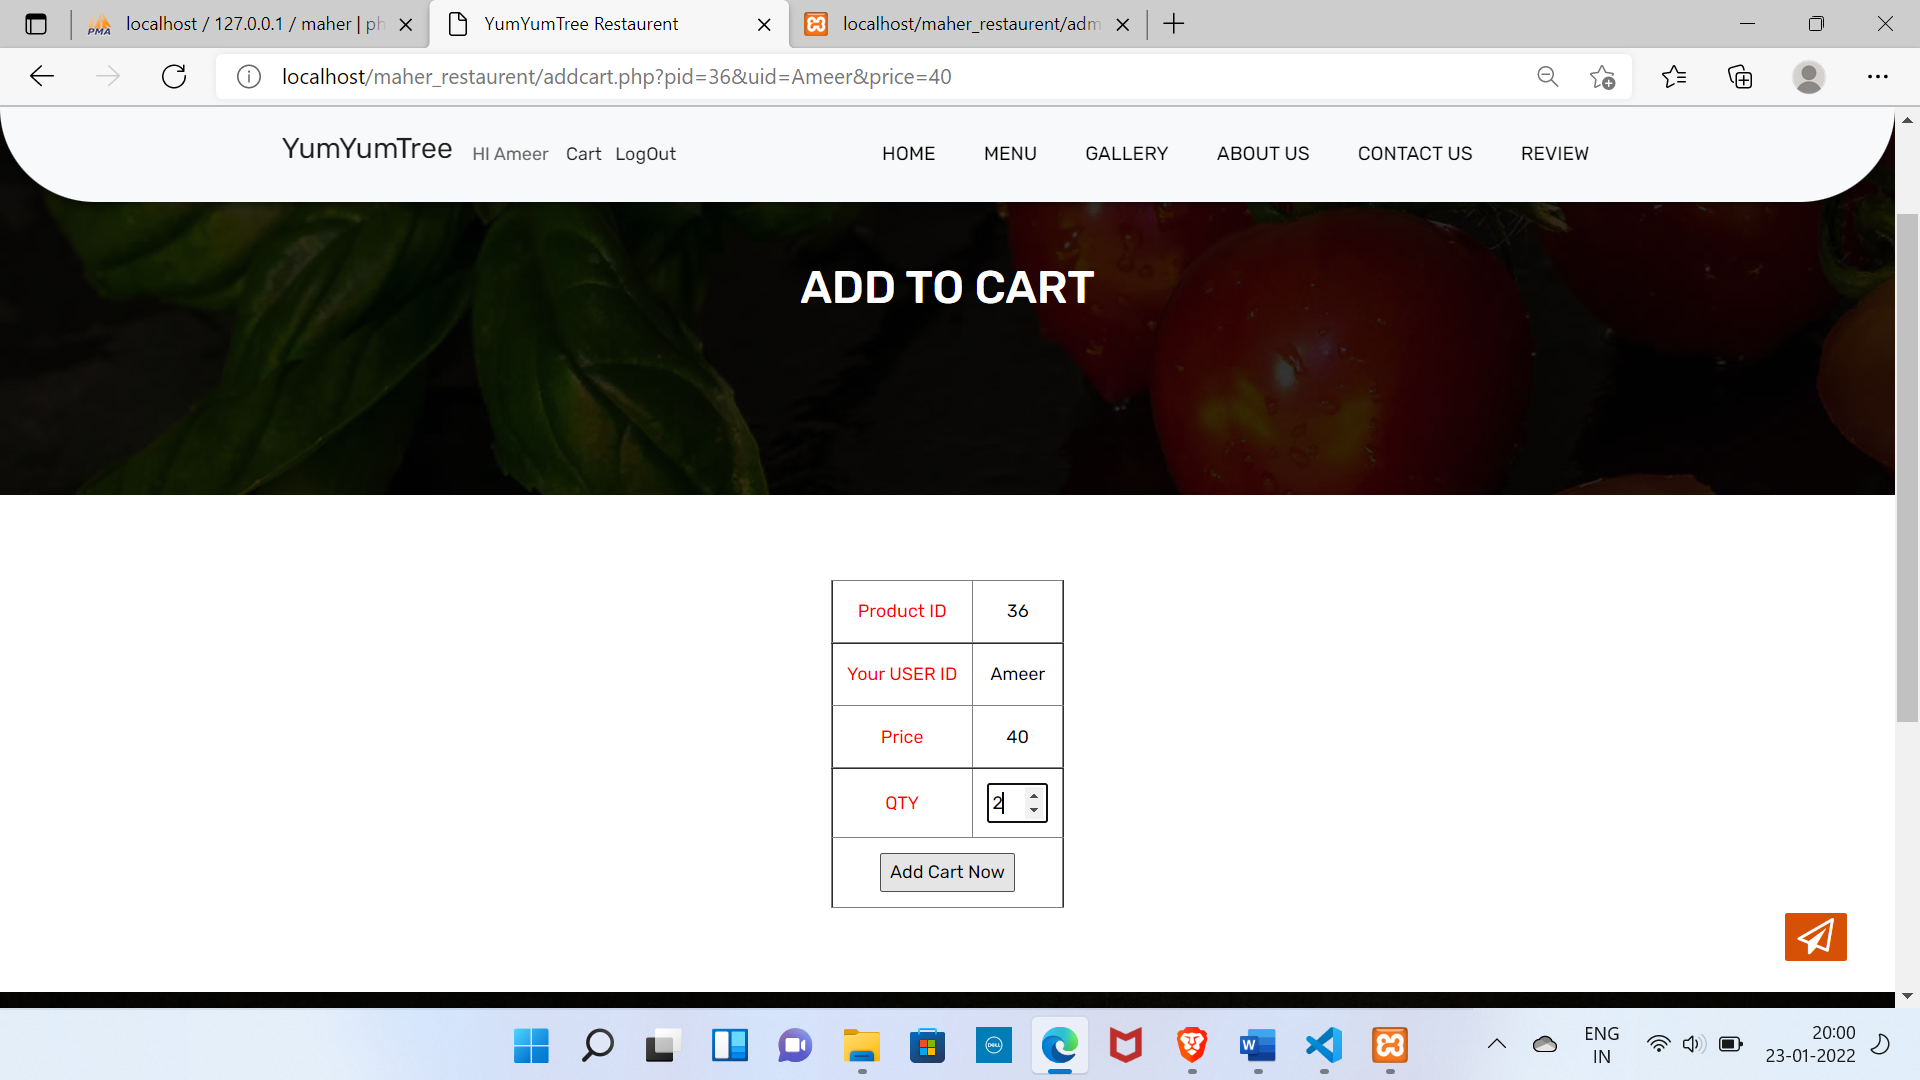 localhost / 127.0.0.1 / maher | ph
YumYumTree Restaurent
localhost/maher_restaurent/adm
localhost/maher_restaurent/addcart.php?pid=36&uid=Ameer&price=40
YumYumTree HI Ameer Cart LogOut HOME MENU GALLERY ABOUT US CONTACT US REVIEW
ADD TO CART
Product ID 36
Your USER ID Ameer
Price 40
QTY 2
Add Cart Now
ENG
IN
20:00
23-01-2022